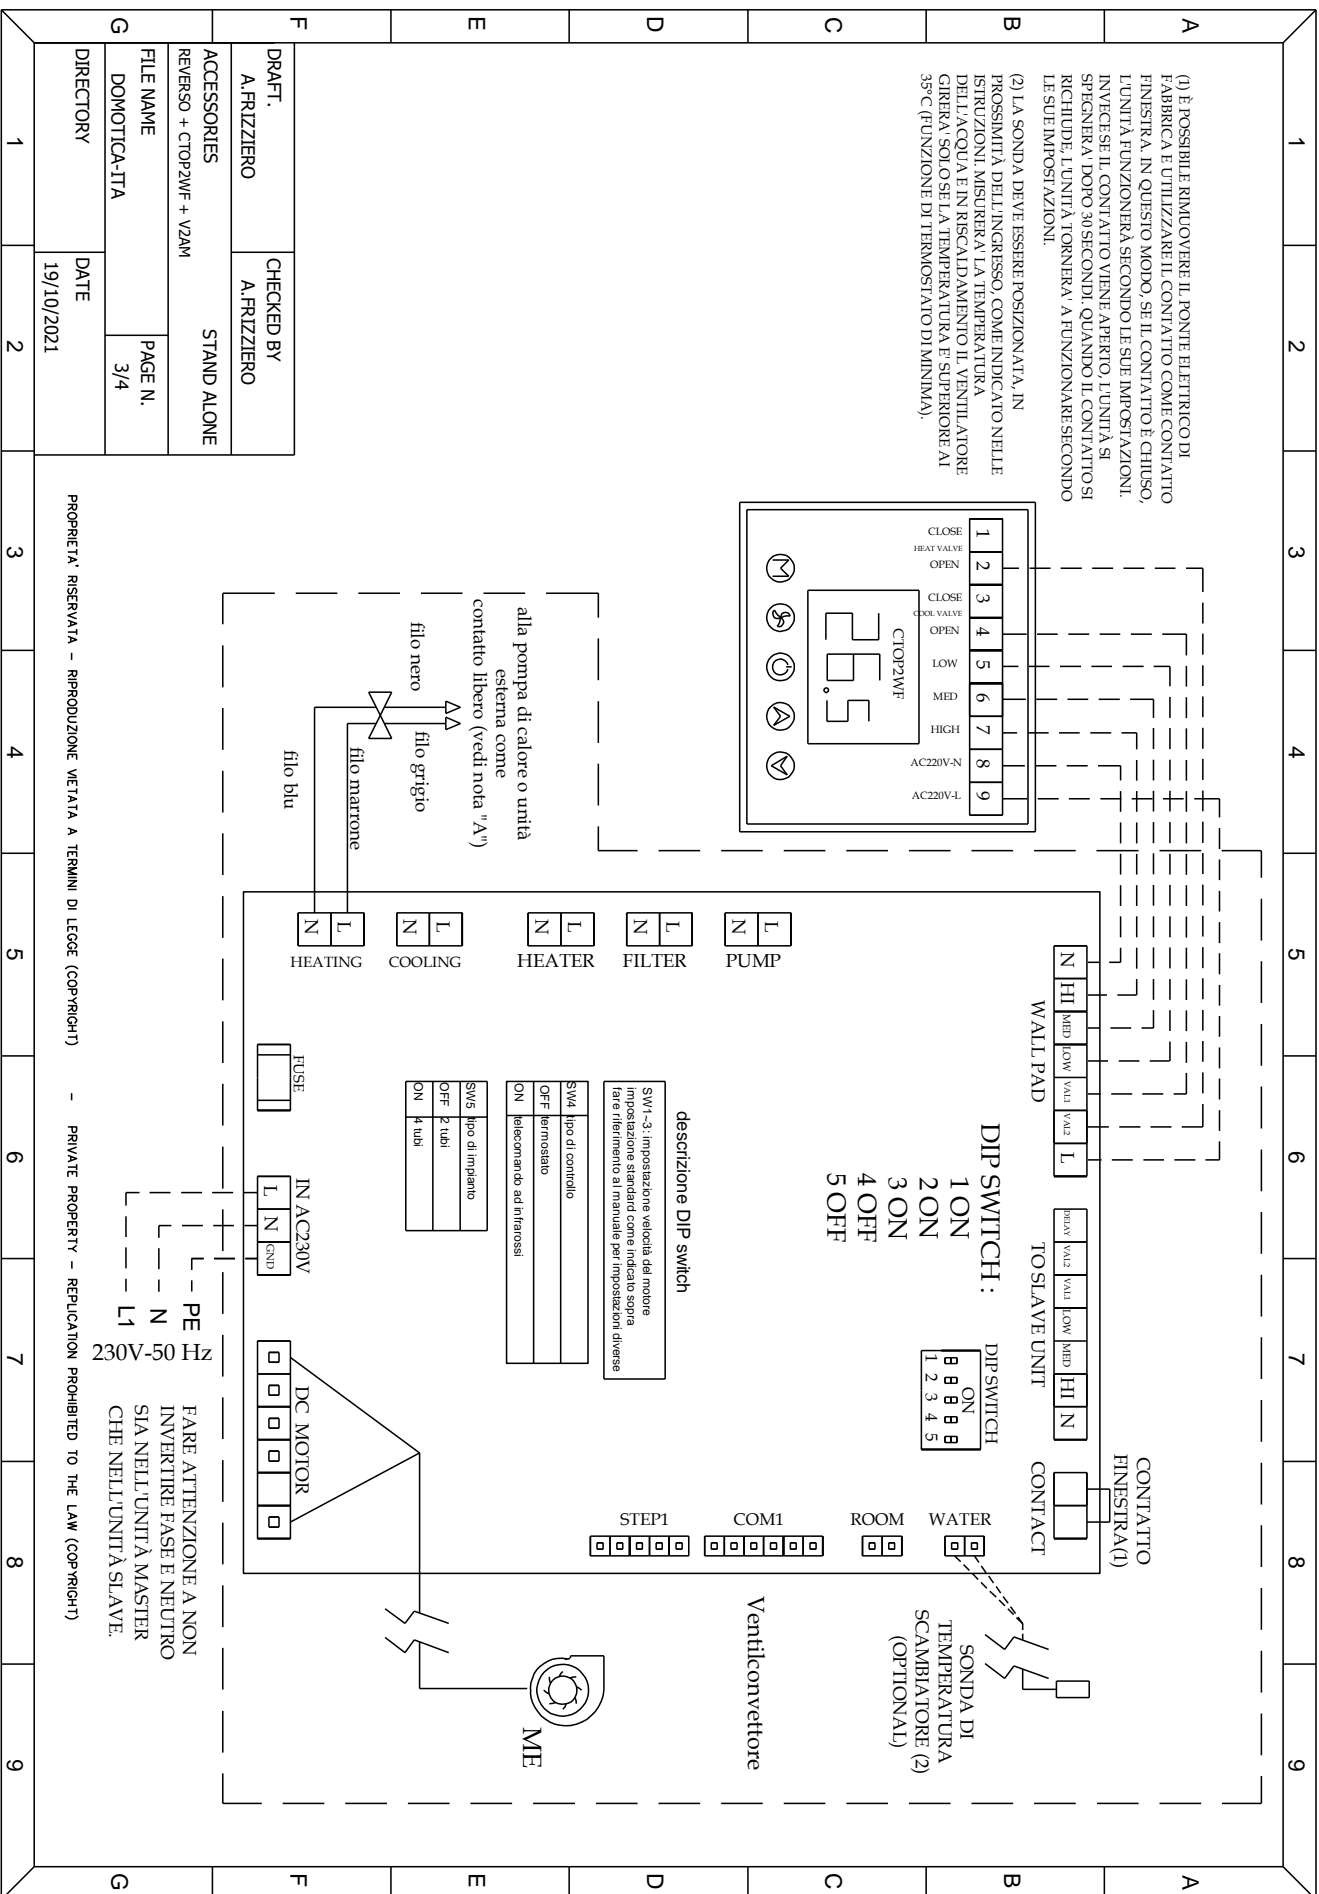 1 2 3 4 5 6 7 8 9
A
B
C
D
E
F
G
(1) È POSSIBILE RIMUOVERE IL PONTE ELETTRICO DI
FABBRICA E UTILIZZARE IL CONTATTO COME CONTATTO
FINESTRA. IN QUESTO MODO, SE IL CONTATTO È CHIUSO,
L'UNITÀ FUNZIONERÀ SECONDO LE SUE IMPOSTAZIONI.
INVECE SE IL CONTATTO VIENE APERTO, L'UNITÀ SI
SPEGNERA' DOPO 30 SECONDI. QUANDO IL CONTATTO SI
RICHIUDE, L'UNITÀ TORNERA' A FUNZIONARE SECONDO
LE SUE IMPOSTAZIONI.
(2) LA SONDA DEVE ESSERE POSIZIONATA, IN
PROSSIMITÀ DELL'INGRESSO, COME INDICATO NELLE
ISTRUZIONI. MISURERA' LA TEMPERATURA
DELL'ACQUA E IN RISCALDAMENTO IL VENTILATORE
GIRERA' SOLO SE LA TEMPERATURA E' SUPERIORE AI
35°C (FUNZIONE DI TERMOSTATO DI MINIMA).
1 2 3 4 5 6 7 8 9
CLOSE
HEAT VALVE
OPEN
CLOSE
COOL VALVE
OPEN
LOW
MED
HIGH
AC220V-N
AC220V-L
CTOP2WF
26.5
M
N HI MED LOW VAL1 VAL2 L
WALL PAD
DELAY VAL2 VAL1 LOW MED HI N
TO SLAVE UNIT
CONTATTO
FINESTRA(1)
CONTACT
DIP SWITCH :
1 ON
2 ON
3 ON
4 OFF
5 OFF
DIP SWITCH
ON
1 2 3 4 5
WATER
ROOM
COM1
STEP1
SONDA DI
TEMPERATURA
SCAMBIATORE (2)
(OPTIONAL)
Ventilconvettore
ME
descrizione DIP switch
SW1~3: impostazione velocità del motore
impostazione standard come indicato sopra
fare riferimento al manuale per impostazioni diverse
SW4 tipo di controllo
OFF termostato
ON telecomando ad infrarossi
SW5 tipo di impianto
OFF 2 tubi
ON 4 tubi
L N
PUMP
L N
FILTER
L N
HEATER
L N
COOLING
L N
HEATING
alla pompa di calore o unità
esterna come
contatto libero (vedi nota "A")
filo nero
filo grigio
filo marrone
filo blu
FUSE
IN AC230V
L N GND
DC MOTOR
PE
N
L1
230V-50 Hz
FARE ATTENZIONE A NON
INVERTIRE FASE E NEUTRO
SIA NELL'UNITÀ MASTER
CHE NELL'UNITÀ SLAVE.
DRAFT.
A.FRIZZIERO
CHECKED BY
A.FRIZZIERO
ACCESSORIES
STAND ALONE
REVERSO + CTOP2WF + V2AM
FILE NAME
DOMOTICA-ITA
PAGE N.
3/4
DIRECTORY
DATE
19/10/2021
PROPRIETA' RISERVATA - RIPRODUZIONE VIETATA A TERMINI DI LEGGE (COPYRIGHT) - PRIVATE PROPERTY - REPLICATION PROHIBITED TO THE LAW (COPYRIGHT)
1 2 3 4 5 6 7 8 9
A
B
C
D
E
F
G